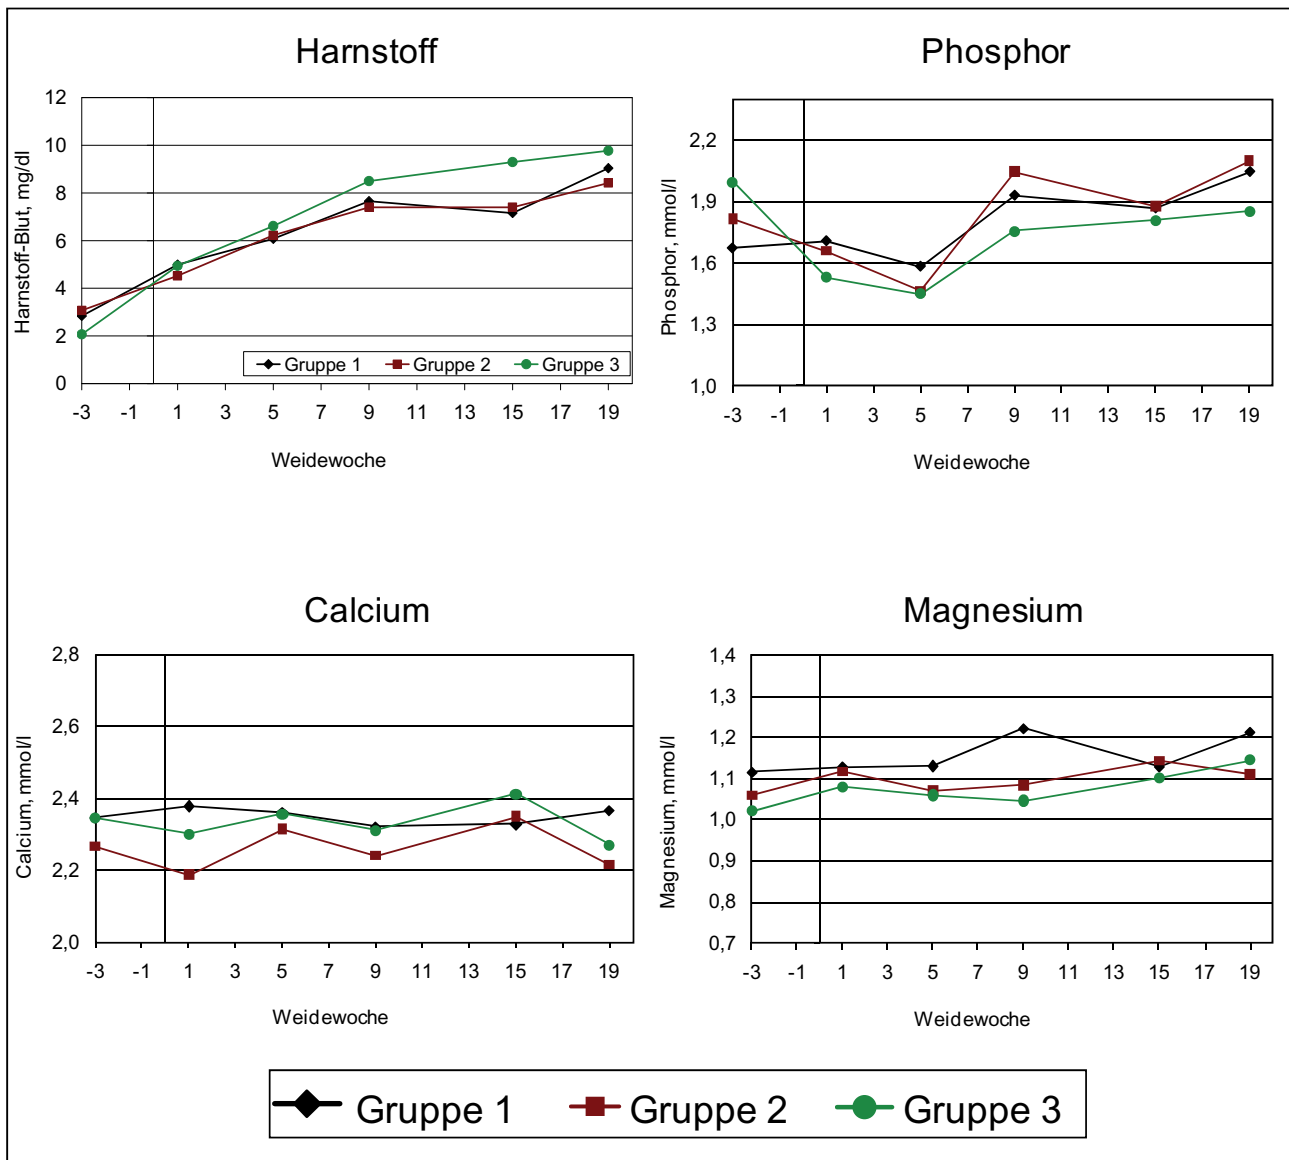 Harnstoff
Harnstoff-Blut, mg/dl
12
10
8
6
4
2
0
Gruppe 1 Gruppe 2 Gruppe 3
-3 -1 1 3 5 7 9 11 13 15 17 19
Weidewoche
Phosphor
Phosphor, mmol/l
2,2
1,9
1,6
1,3
1,0
-3 -1 1 3 5 7 9 11 13 15 17 19
Weidewoche
Calcium
Calcium, mmol/l
2,8
2,6
2,4
2,2
2,0
-3 -1 1 3 5 7 9 11 13 15 17 19
Weidewoche
Magnesium
Magnesium, mmol/l
1,4
1,3
1,2
1,1
1,0
0,9
0,8
0,7
-3 -1 1 3 5 7 9 11 13 15 17 19
Weidewoche
Gruppe 1 Gruppe 2 Gruppe 3